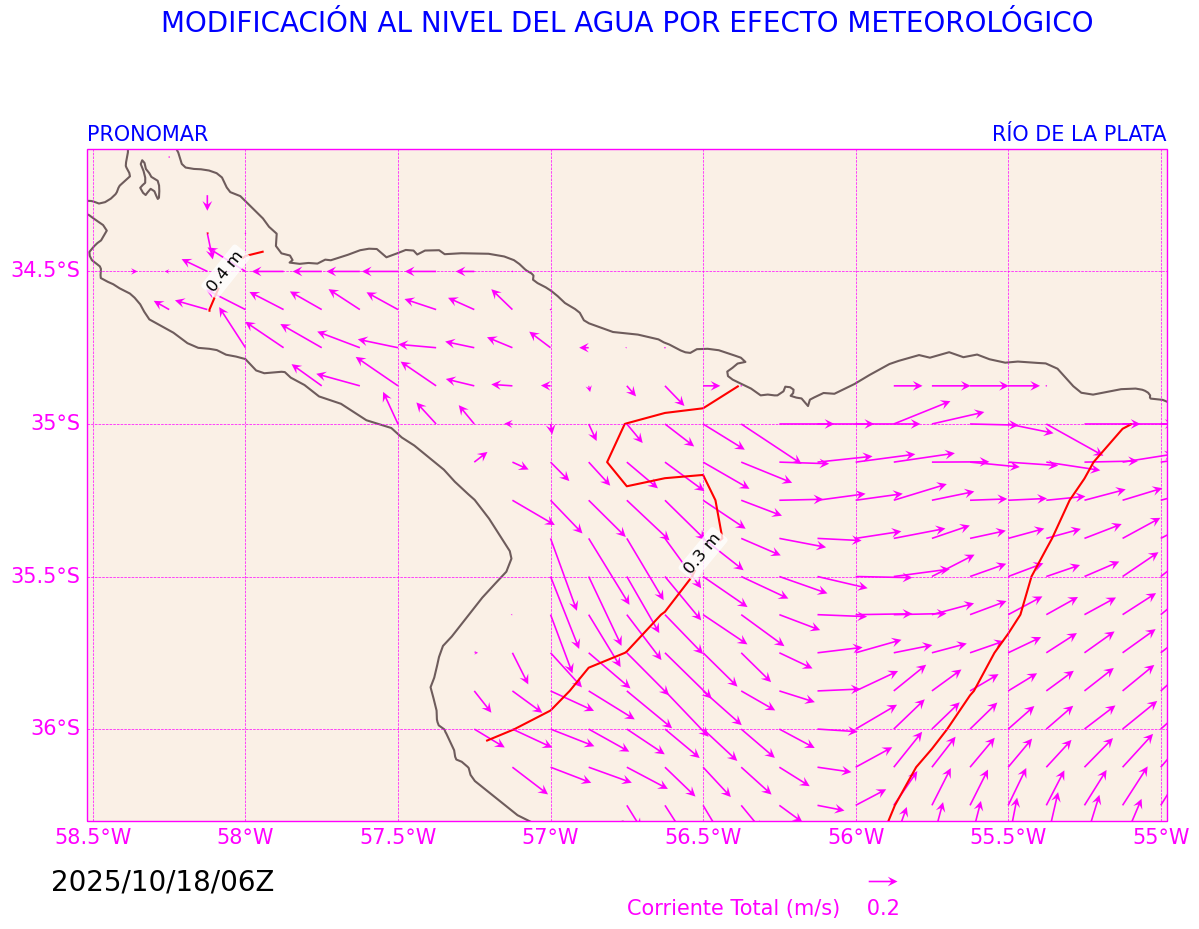 MODIFICACIÓN AL NIVEL DEL AGUA POR EFECTO METEOROLÓGICO
PRONOMAR
RÍO DE LA PLATA
34.5°S
35°S
35.5°S
36°S
0.4 m
0.3 m
58.5°W
58°W
57.5°W
57°W
56.5°W
56°W
55.5°W
55°W
2025/10/18/06Z
Corriente Total (m/s)
0.2